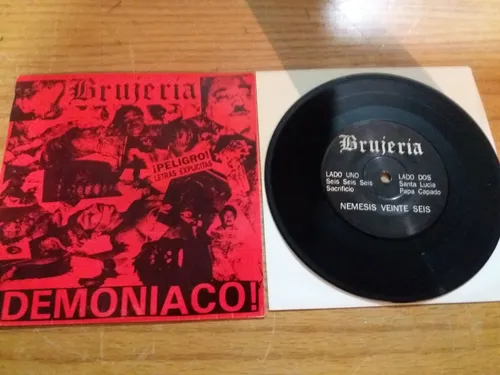 Brujeria
¡PELIGRO!
LETRAS EXPLICITAS
DEMONIACO!
Brujeria
LADO UNO
Seis Seis Seis
Sacrificio
LADO DOS
Santa Lucia
Papa Capado
NEMESIS VEINTE SEIS